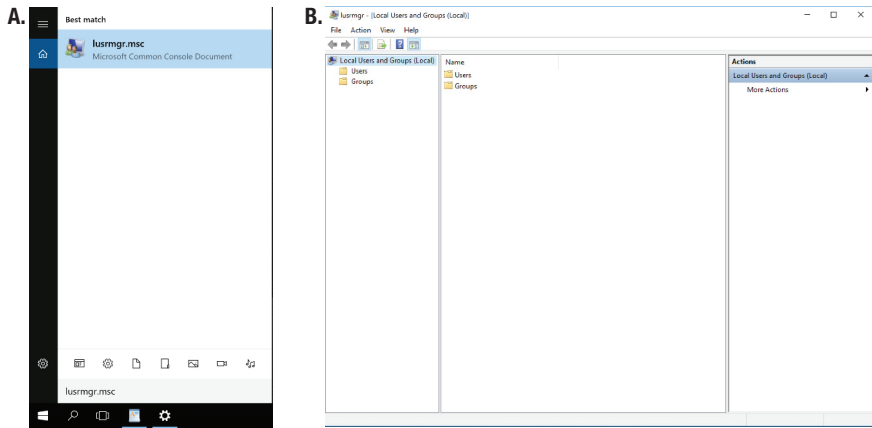 A.
Best match
lusrmgr.msc
Microsoft Common Console Document
lusrmgr.msc
B.
lusrmgr - [Local Users and Groups (Local)]
File Action View Help
Local Users and Groups (Local)
Users
Groups
Name
Users
Groups
Actions
Local Users and Groups (Local)
More Actions